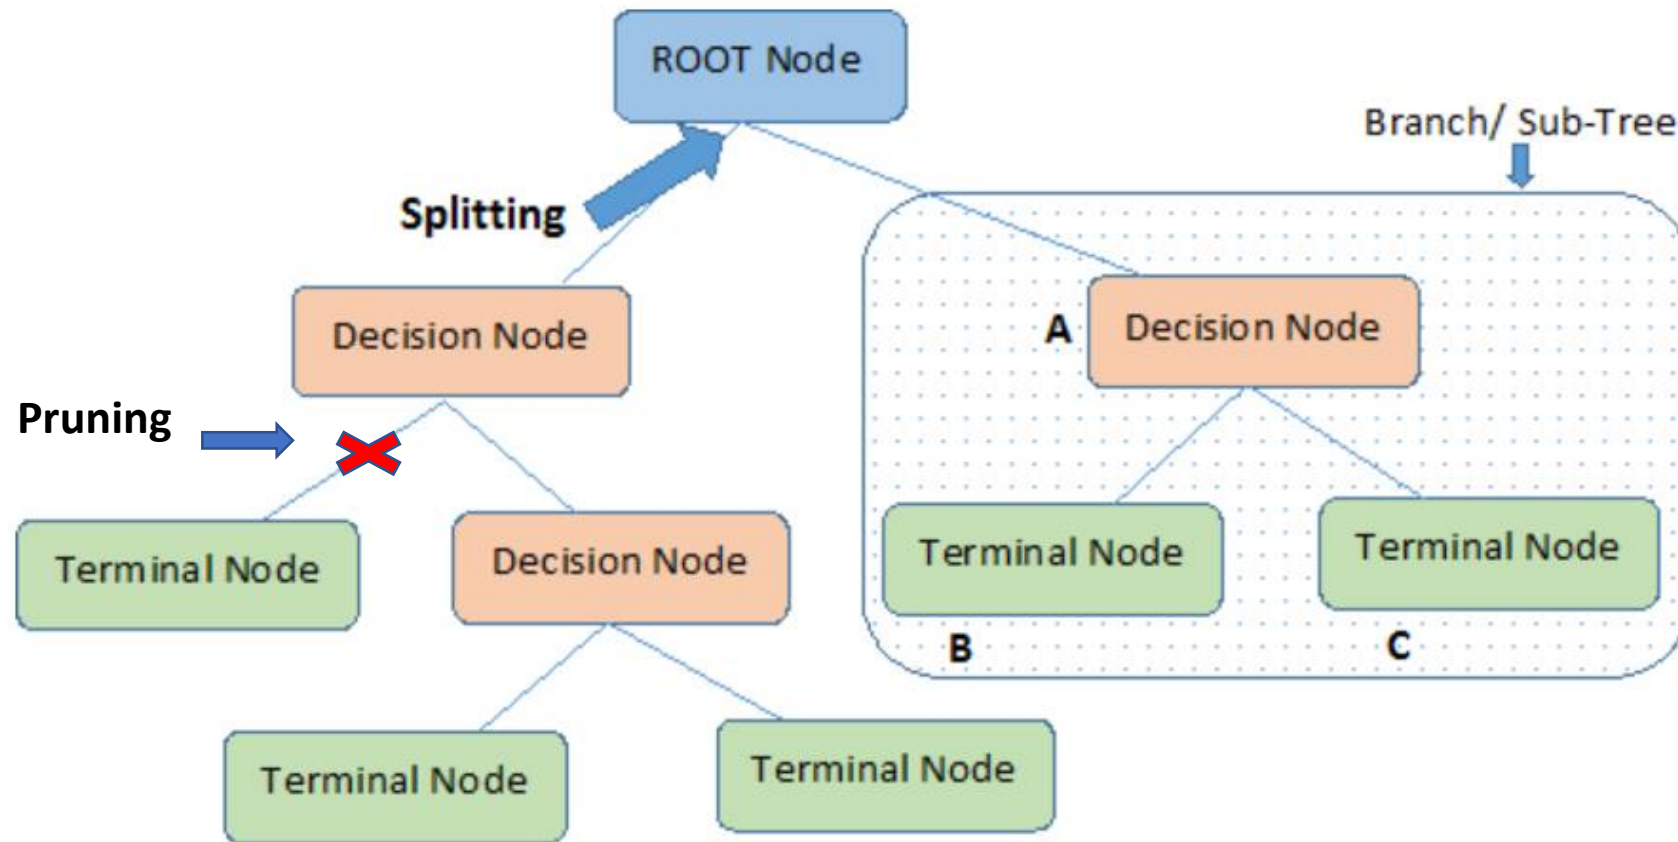 ROOT Node
Branch/ Sub-Tree
Splitting
Decision Node
A
Decision Node
Pruning
Terminal Node
Decision Node
Terminal Node
Terminal Node
B
C
Terminal Node
Terminal Node